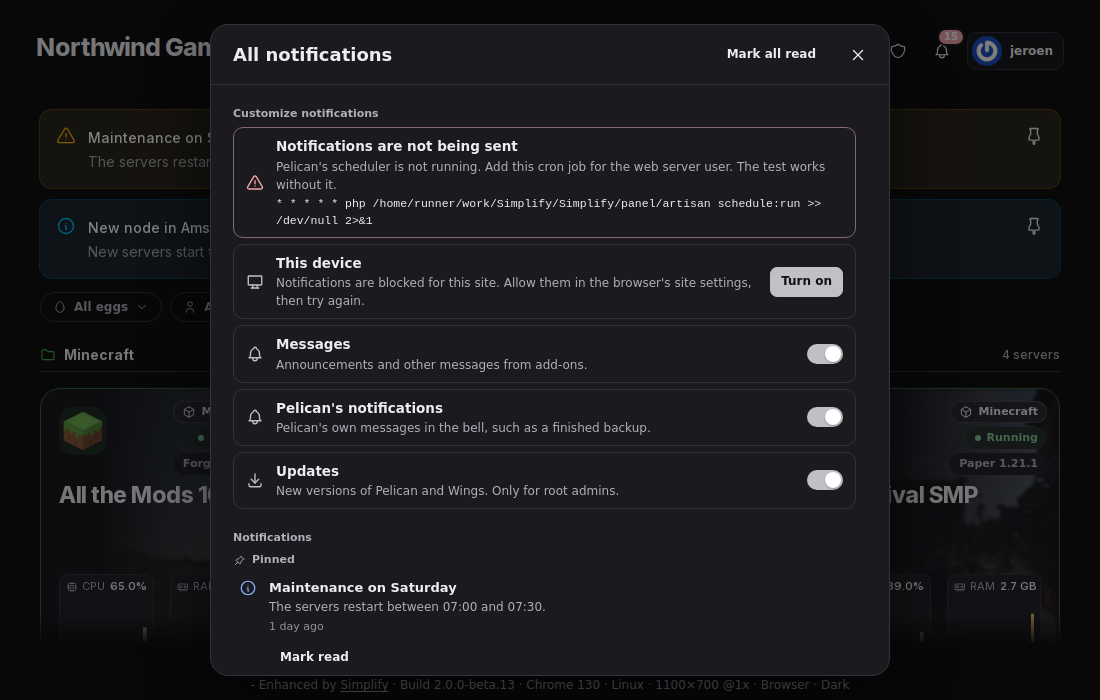 Northwind Gam
All notifications
Mark all read
15
jeroen
Customize notifications
Notifications are not being sent
Pelican's scheduler is not running. Add this cron job for the web server user. The test works
without it.
* * * * * php /home/runner/work/Simplify/Simplify/panel/artisan schedule:run >>
/dev/null 2>&1
Maintenance on S
The servers restar
This device
Notifications are blocked for this site. Allow them in the browser's site settings,
then try again.
Turn on
New node in Ams
New servers start
All eggs
Messages
Announcements and other messages from add-ons.
Minecraft
4 servers
Pelican's notifications
Pelican's own messages in the bell, such as a finished backup.
Minecraft
Running
Forg
Paper 1.21.1
Updates
New versions of Pelican and Wings. Only for root admins.
All the Mods 10
ival SMP
Notifications
Pinned
CPU 65.0%
RAM
39.0%
RAM 2.7 GB
Maintenance on Saturday
The servers restart between 07:00 and 07:30.
1 day ago
Mark read
- Enhanced by Simplify · Build 2.0.0-beta.13 · Chrome 130 · Linux · 1100×700 @1x · Browser · Dark